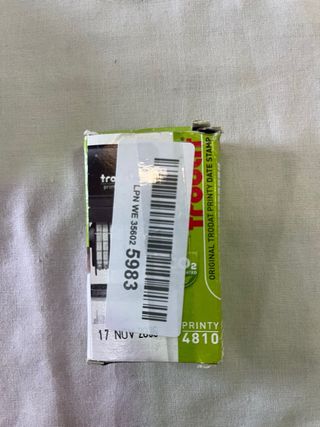 LPN WE 35602 5983
trodat
ORIGINAL TRODAT PRINTY DATE STAMP
PRINTY
4810
17 NOV